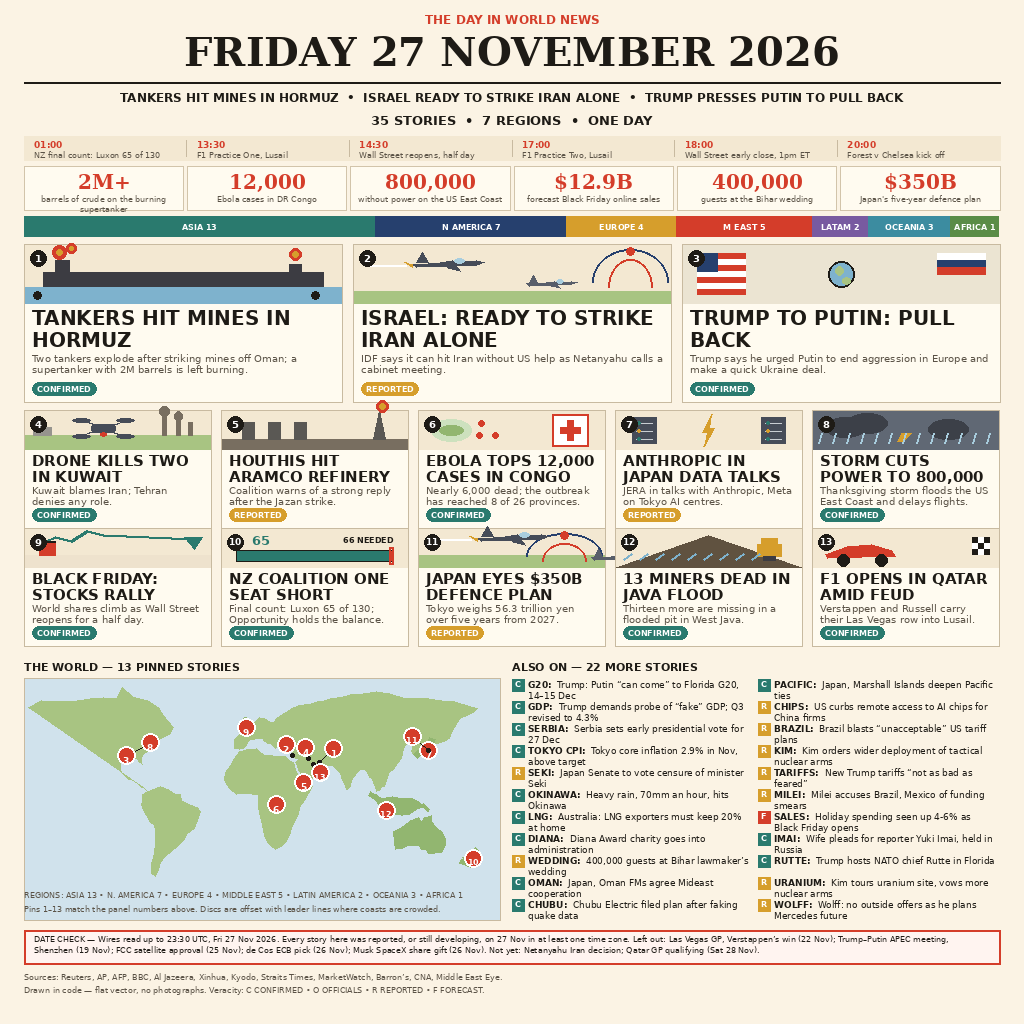 THE DAY IN WORLD NEWS
FRIDAY 27 NOVEMBER 2026
TANKERS HIT MINES IN HORMUZ • ISRAEL READY TO STRIKE IRAN ALONE • TRUMP PRESSES PUTIN TO PULL BACK
35 STORIES • 7 REGIONS • ONE DAY
01:00
NZ final count: Luxon 65 of 130
13:30
F1 Practice One, Lusail
14:30
Wall Street reopens, half day
17:00
F1 Practice Two, Lusail
18:00
Wall Street early close, 1pm ET
20:00
Forest v Chelsea kick off
2M+
barrels of crude on the burning
supertanker
12,000
Ebola cases in DR Congo
800,000
without power on the US East Coast
$12.9B
forecast Black Friday online sales
400,000
guests at the Bihar wedding
$350B
Japan's five-year defence plan
ASIA 13
N AMERICA 7
EUROPE 4
M EAST 5
LATAM 2
OCEANIA 3
AFRICA 1
1
TANKERS HIT MINES IN
HORMUZ
Two tankers explode after striking mines off Oman; a
supertanker with 2M barrels is left burning.
CONFIRMED
2
ISRAEL: READY TO STRIKE
IRAN ALONE
IDF says it can hit Iran without US help as Netanyahu calls a
cabinet meeting.
REPORTED
3
TRUMP TO PUTIN: PULL
BACK
Trump says he urged Putin to end aggression in Europe and
make a quick Ukraine deal.
CONFIRMED
4
DRONE KILLS TWO
IN KUWAIT
Kuwait blames Iran; Tehran
denies any role.
CONFIRMED
5
HOUTHIS HIT
ARAMCO REFINERY
Coalition warns of a strong reply
after the Jazan strike.
REPORTED
6
EBOLA TOPS 12,000
CASES IN CONGO
Nearly 6,000 dead; the outbreak
has reached 8 of 26 provinces.
CONFIRMED
7
ANTHROPIC IN
JAPAN DATA TALKS
JERA in talks with Anthropic, Meta
on Tokyo AI centres.
REPORTED
8
STORM CUTS
POWER TO 800,000
Thanksgiving storm floods the US
East Coast and delays flights.
CONFIRMED
9
BLACK FRIDAY:
STOCKS RALLY
World shares climb as Wall Street
reopens for a half day.
CONFIRMED
10
65
66 NEEDED
NZ COALITION ONE
SEAT SHORT
Final count: Luxon 65 of 130;
Opportunity holds the balance.
CONFIRMED
11
JAPAN EYES $350B
DEFENCE PLAN
Tokyo weighs 56.3 trillion yen
over five years from 2027.
REPORTED
12
13 MINERS DEAD IN
JAVA FLOOD
Thirteen more are missing in a
flooded pit in West Java.
CONFIRMED
13
F1 OPENS IN QATAR
AMID FEUD
Verstappen and Russell carry
their Las Vegas row into Lusail.
CONFIRMED
THE WORLD — 13 PINNED STORIES
3
8
9
2
4
1
13
5
6
11
7
12
10
REGIONS: ASIA 13 • N. AMERICA 7 • EUROPE 4 • MIDDLE EAST 5 • LATIN AMERICA 2 • OCEANIA 3 • AFRICA 1
Pins 1–13 match the panel numbers above. Discs are offset with leader lines where coasts are crowded.
ALSO ON — 22 MORE STORIES
C G20: Trump: Putin “can come” to Florida G20,
14–15 Dec
C GDP: Trump demands probe of “fake” GDP; Q3
revised to 4.3%
C SERBIA: Serbia sets early presidential vote for
27 Dec
C TOKYO CPI: Tokyo core inflation 2.9% in Nov,
above target
R SEKI: Japan Senate to vote censure of minister
Seki
C OKINAWA: Heavy rain, 70mm an hour, hits
Okinawa
C LNG: Australia: LNG exporters must keep 20%
at home
C DIANA: Diana Award charity goes into
administration
R WEDDING: 400,000 guests at Bihar lawmaker’s
wedding
C OMAN: Japan, Oman FMs agree Mideast
cooperation
C CHUBU: Chubu Electric filed plan after faking
quake data
C PACIFIC: Japan, Marshall Islands deepen Pacific
ties
R CHIPS: US curbs remote access to AI chips for
China firms
R BRAZIL: Brazil blasts “unacceptable” US tariff
plans
R KIM: Kim orders wider deployment of tactical
nuclear arms
R TARIFFS: New Trump tariffs “not as bad as
feared”
R MILEI: Milei accuses Brazil, Mexico of funding
smears
F SALES: Holiday spending seen up 4-6% as
Black Friday opens
C IMAI: Wife pleads for reporter Yuki Imai, held in
Russia
C RUTTE: Trump hosts NATO chief Rutte in Florida
R URANIUM: Kim tours uranium site, vows more
nuclear arms
R WOLFF: Wolff: no outside offers as he plans
Mercedes future
DATE CHECK — Wires read up to 23:30 UTC, Fri 27 Nov 2026. Every story here was reported, or still developing, on 27 Nov in at least one time zone. Left out: Las Vegas GP, Verstappen's win (22 Nov); Trump–Putin APEC meeting,
Shenzhen (19 Nov); FCC satellite approval (25 Nov); de Cos ECB pick (26 Nov); Musk SpaceX share gift (26 Nov). Not yet: Netanyahu Iran decision; Qatar GP qualifying (Sat 28 Nov).
Sources: Reuters, AP, AFP, BBC, Al Jazeera, Xinhua, Kyodo, Straits Times, MarketWatch, Barron's, CNA, Middle East Eye.
Drawn in code — flat vector, no photographs. Veracity: C CONFIRMED • O OFFICIALS • R REPORTED • F FORECAST.